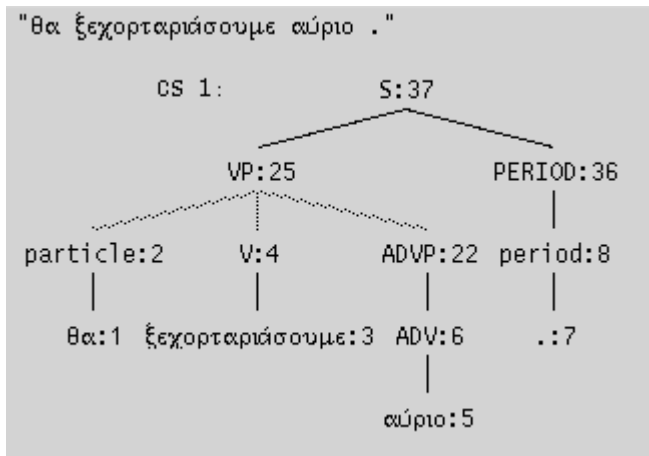 "θα ξεχορταριάσουμε αύριο ."
CS 1: S:37
VP:25 PERIOD:36
particle:2 V:4 ADVP:22 period:8
θα:1 ξεχορταριάσουμε:3 ADV:6 .:7
αύριο:5